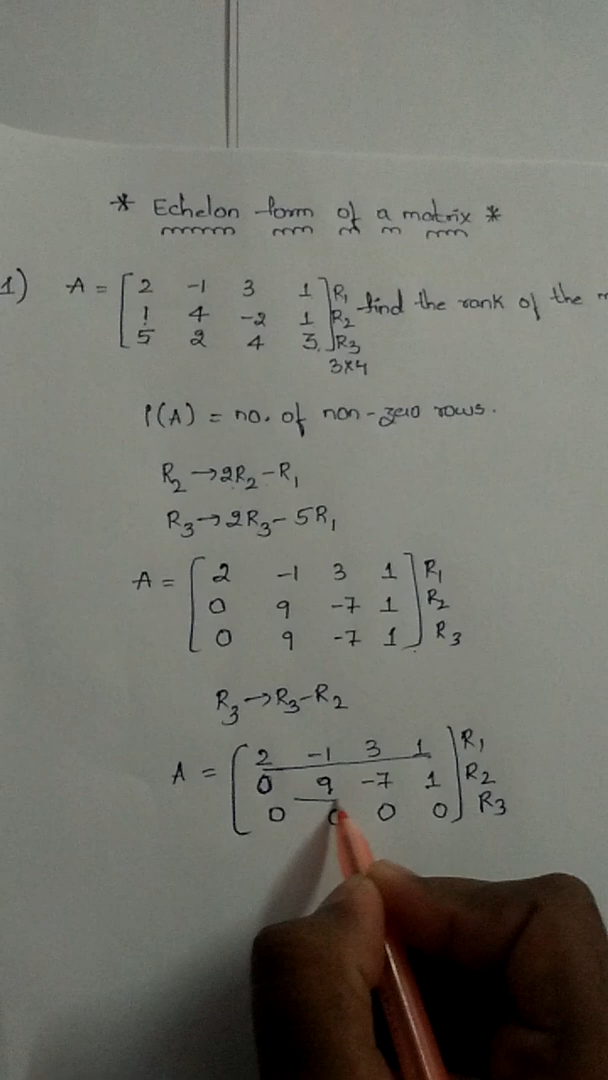 * Echelon form of a matrix *
1) A = [ 2 -1 3 1 ] R1 find the rank of the
1 4 -2 1 R2
5 2 4 3 R3
3x4
ρ(A) = no. of non-zero rows.
R2 → 2R2 - R1
R3 → 2R3 - 5R1
A = [ 2 -1 3 1 ] R1
0 9 -7 1 R2
0 9 -7 1 R3
R3 → R3 - R2
A = [ 2 -1 3 1 ] R1
0 9 -7 1 R2
0 0 0 0 R3